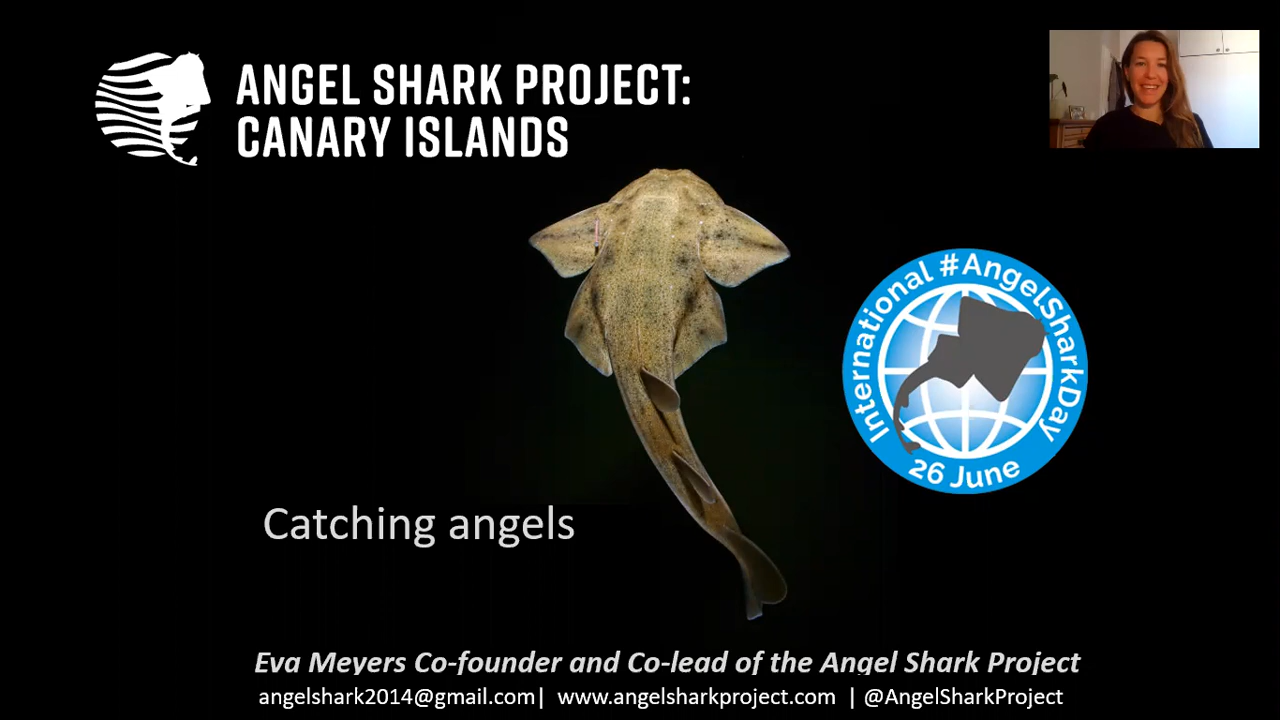 ANGEL SHARK PROJECT:
CANARY ISLANDS
International #AngelSharkDay
26 June
Catching angels
Eva Meyers Co-founder and Co-lead of the Angel Shark Project
angelshark2014@gmail.com| www.angelsharkproject.com | @AngelSharkProject